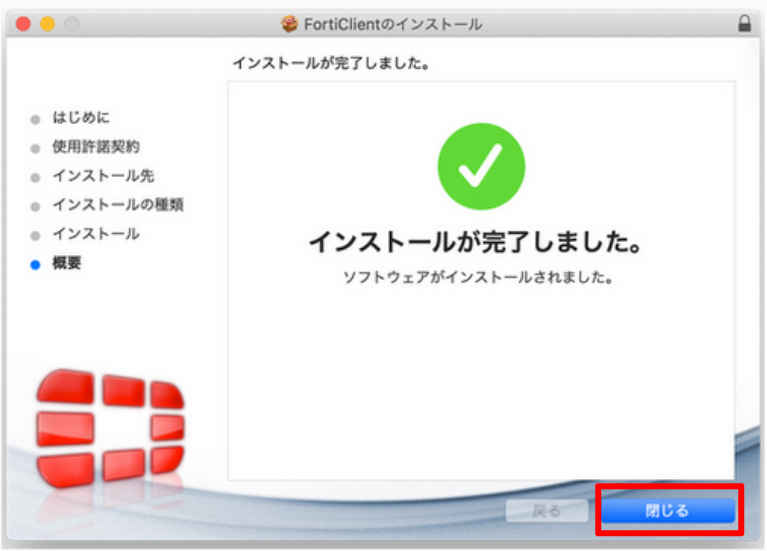 FortiClientのインストール
インストールが完了しました。
はじめに
使用許諾契約
インストール先
インストールの種類
インストール
概要
インストールが完了しました。
ソフトウェアがインストールされました。
戻る
閉じる